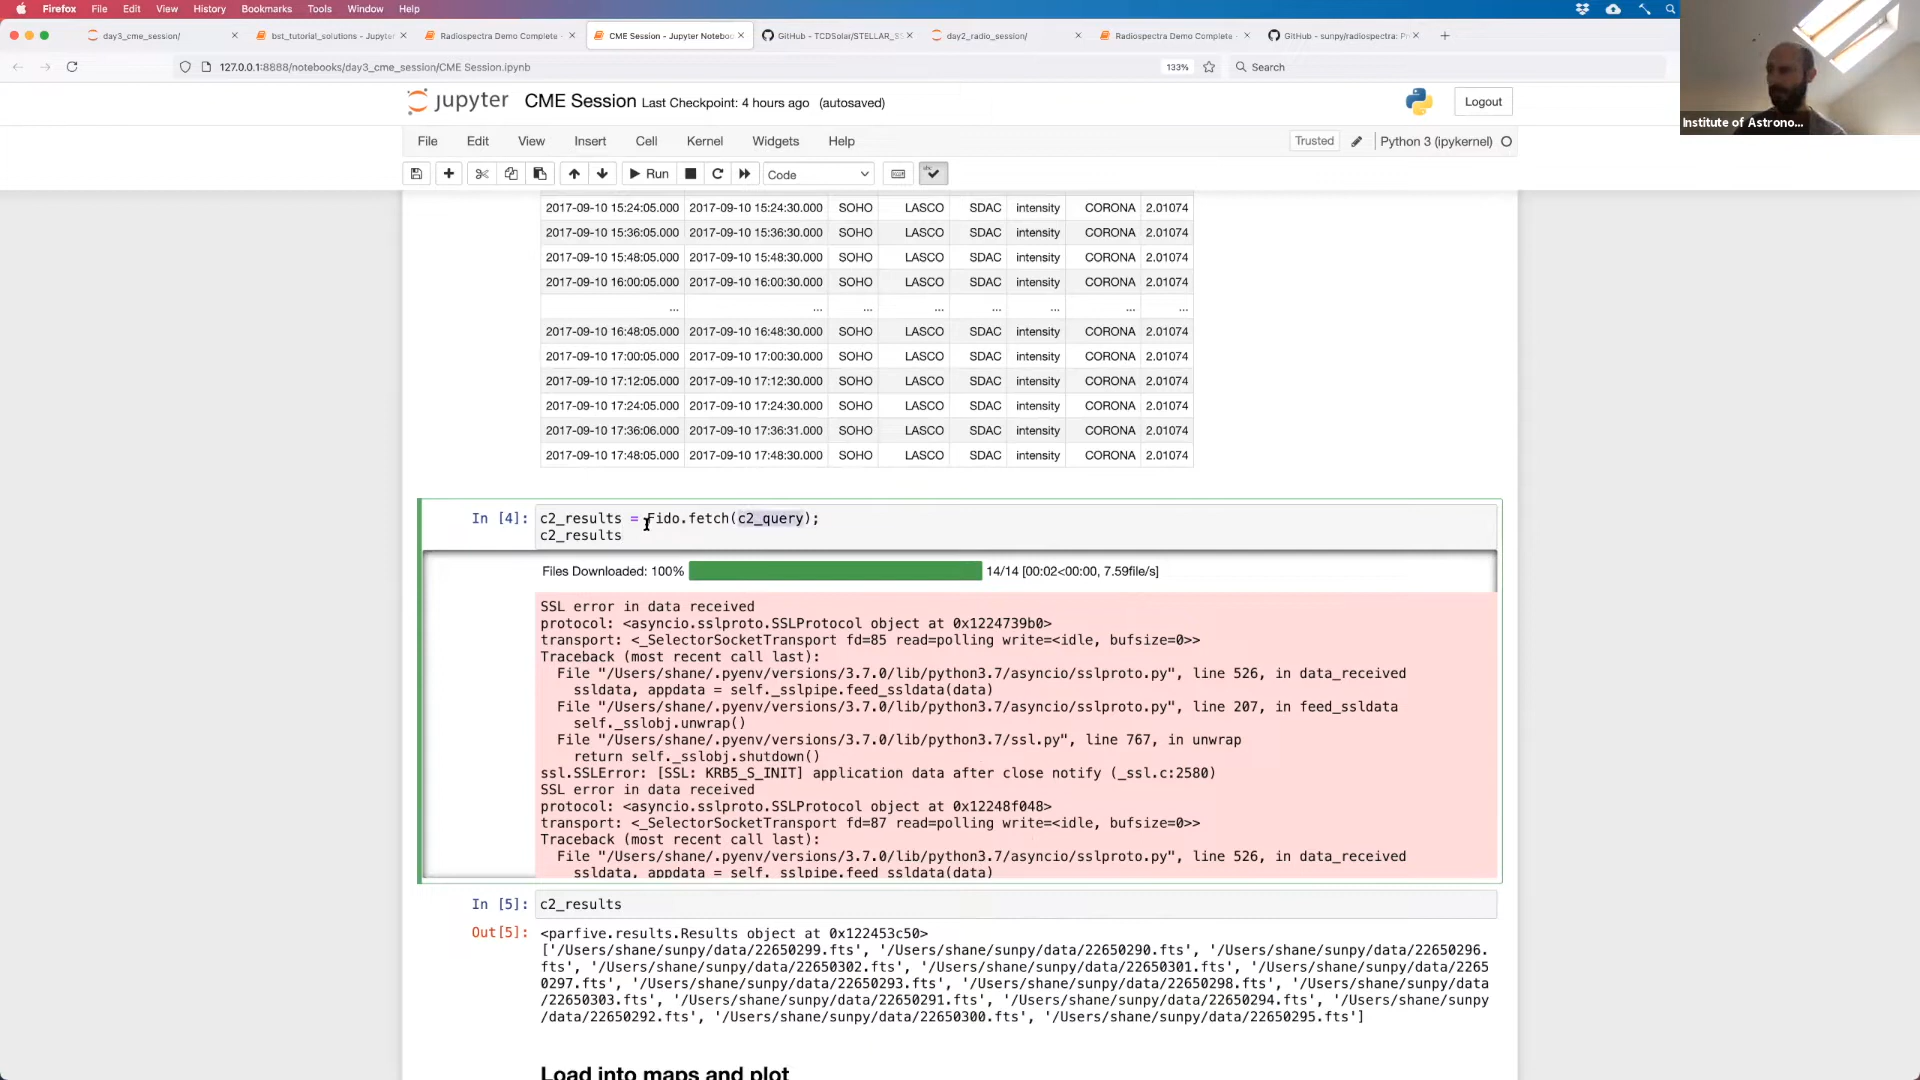 Firefox File Edit View History Bookmarks Tools Window Help
day3_cme_session/ × bst_tutorial_solutions - Jupyter × Radiospectra Demo Complete - × CME Session - Jupyter Noteboo × GitHub - TCDSolar/STELLAR_S × day2_radio_session/ × Radiospectra Demo Complete - × GitHub - sunpy/radiospectra: Pr × +
127.0.0.1:8888/notebooks/day3_cme_session/CME Session.ipynb 133% Search
Institute of Astrono...
jupyter CME Session Last Checkpoint: 4 hours ago (autosaved) Logout
File Edit View Insert Cell Kernel Widgets Help Trusted Python 3 (ipykernel)
Run Code
2017-09-10 15:24:05.000 2017-09-10 15:24:30.000 SOHO LASCO SDAC intensity CORONA 2.01074
2017-09-10 15:36:05.000 2017-09-10 15:36:30.000 SOHO LASCO SDAC intensity CORONA 2.01074
2017-09-10 15:48:05.000 2017-09-10 15:48:30.000 SOHO LASCO SDAC intensity CORONA 2.01074
2017-09-10 16:00:05.000 2017-09-10 16:00:30.000 SOHO LASCO SDAC intensity CORONA 2.01074
... ... ... ... ... ... ... ...
2017-09-10 16:48:05.000 2017-09-10 16:48:30.000 SOHO LASCO SDAC intensity CORONA 2.01074
2017-09-10 17:00:05.000 2017-09-10 17:00:30.000 SOHO LASCO SDAC intensity CORONA 2.01074
2017-09-10 17:12:05.000 2017-09-10 17:12:30.000 SOHO LASCO SDAC intensity CORONA 2.01074
2017-09-10 17:24:05.000 2017-09-10 17:24:30.000 SOHO LASCO SDAC intensity CORONA 2.01074
2017-09-10 17:36:06.000 2017-09-10 17:36:31.000 SOHO LASCO SDAC intensity CORONA 2.01074
2017-09-10 17:48:05.000 2017-09-10 17:48:30.000 SOHO LASCO SDAC intensity CORONA 2.01074
In [4]: c2_results = Fido.fetch(c2_query);
c2_results
Files Downloaded: 100% 14/14 [00:02<00:00, 7.59file/s]
SSL error in data received
protocol: <asyncio.sslproto.SSLProtocol object at 0x1224739b0>
transport: <_SelectorSocketTransport fd=85 read=polling write=<idle, bufsize=0>>
Traceback (most recent call last):
File "/Users/shane/.pyenv/versions/3.7.0/lib/python3.7/asyncio/sslproto.py", line 526, in data_received
ssldata, appdata = self._sslpipe.feed_ssldata(data)
File "/Users/shane/.pyenv/versions/3.7.0/lib/python3.7/asyncio/sslproto.py", line 207, in feed_ssldata
self._sslobj.unwrap()
File "/Users/shane/.pyenv/versions/3.7.0/lib/python3.7/ssl.py", line 767, in unwrap
return self._sslobj.shutdown()
ssl.SSLError: [SSL: KRB5_S_INIT] application data after close notify (_ssl.c:2580)
SSL error in data received
protocol: <asyncio.sslproto.SSLProtocol object at 0x12248f048>
transport: <_SelectorSocketTransport fd=87 read=polling write=<idle, bufsize=0>>
Traceback (most recent call last):
File "/Users/shane/.pyenv/versions/3.7.0/lib/python3.7/asyncio/sslproto.py", line 526, in data_received
ssldata, appdata = self._sslpipe.feed_ssldata(data)
In [5]: c2_results
Out[5]: <parfive.results.Results object at 0x122453c50>
['/Users/shane/sunpy/data/22650299.fts', '/Users/shane/sunpy/data/22650290.fts', '/Users/shane/sunpy/data/22650296.
fts', '/Users/shane/sunpy/data/22650302.fts', '/Users/shane/sunpy/data/22650301.fts', '/Users/shane/sunpy/data/2265
0297.fts', '/Users/shane/sunpy/data/22650293.fts', '/Users/shane/sunpy/data/22650298.fts', '/Users/shane/sunpy/data
/22650303.fts', '/Users/shane/sunpy/data/22650291.fts', '/Users/shane/sunpy/data/22650294.fts', '/Users/shane/sunpy
/data/22650292.fts', '/Users/shane/sunpy/data/22650300.fts', '/Users/shane/sunpy/data/22650295.fts']
Load into maps and plot